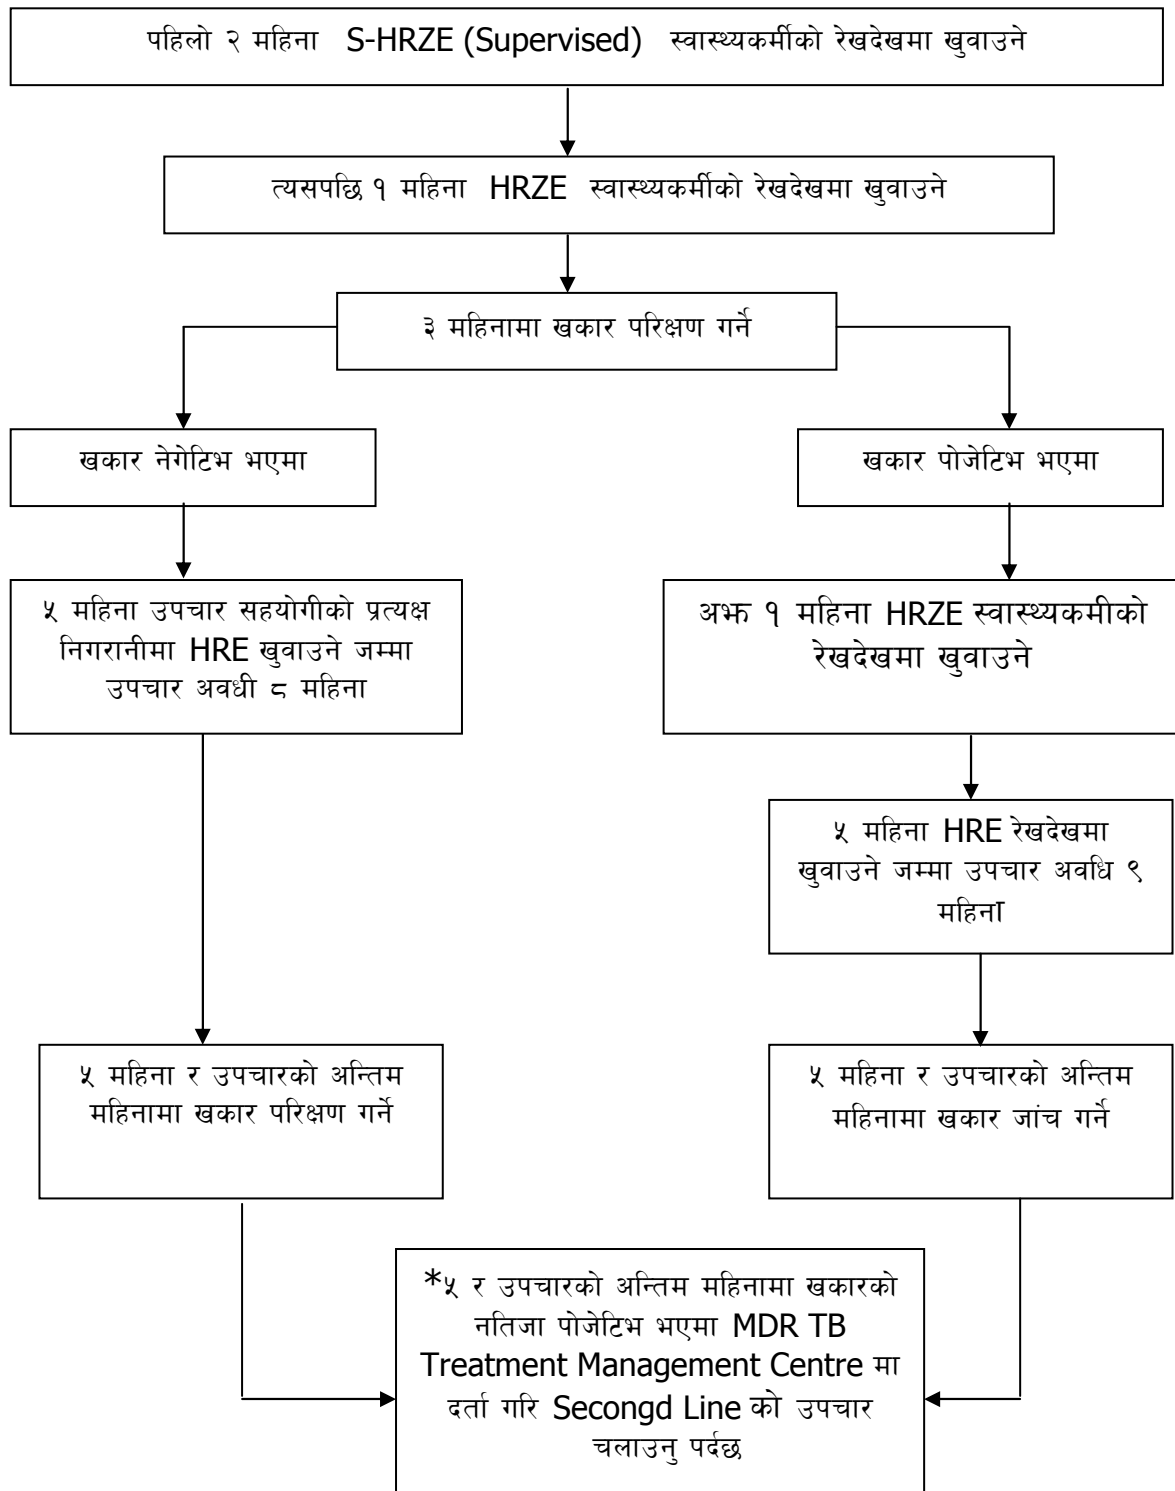 पहिलो २ महिना S-HRZE (Supervised) स्वास्थ्यकर्मीको रेखदेखमा खुवाउने
त्यसपछि १ महिना HRZE स्वास्थ्यकर्मीको रेखदेखमा खुवाउने
३ महिनामा खकार परिक्षण गर्ने
खकार नेगेटिभ भएमा
खकार पोजेटिभ भएमा
५ महिना उपचार सहयोगीको प्रत्यक्ष
निगरानीमा HRE खुवाउने जम्मा
उपचार अवधी ८ महिना
अझ १ महिना HRZE स्वास्थ्यकमीको
रेखदेखमा खुवाउने
५ महिना HRE रेखदेखमा
खुवाउने जम्मा उपचार अवधि ९
महिना
५ महिना र उपचारको अन्तिम
महिनामा खकार परिक्षण गर्ने
५ महिना र उपचारको अन्तिम
महिनामा खकार जांच गर्ने
*५ र उपचारको अन्तिम महिनामा खकारको
नतिजा पोजेटिभ भएमा MDR TB
Treatment Management Centre मा
दर्ता गरि Secongd Line को उपचार
चलाउनु पर्दछ